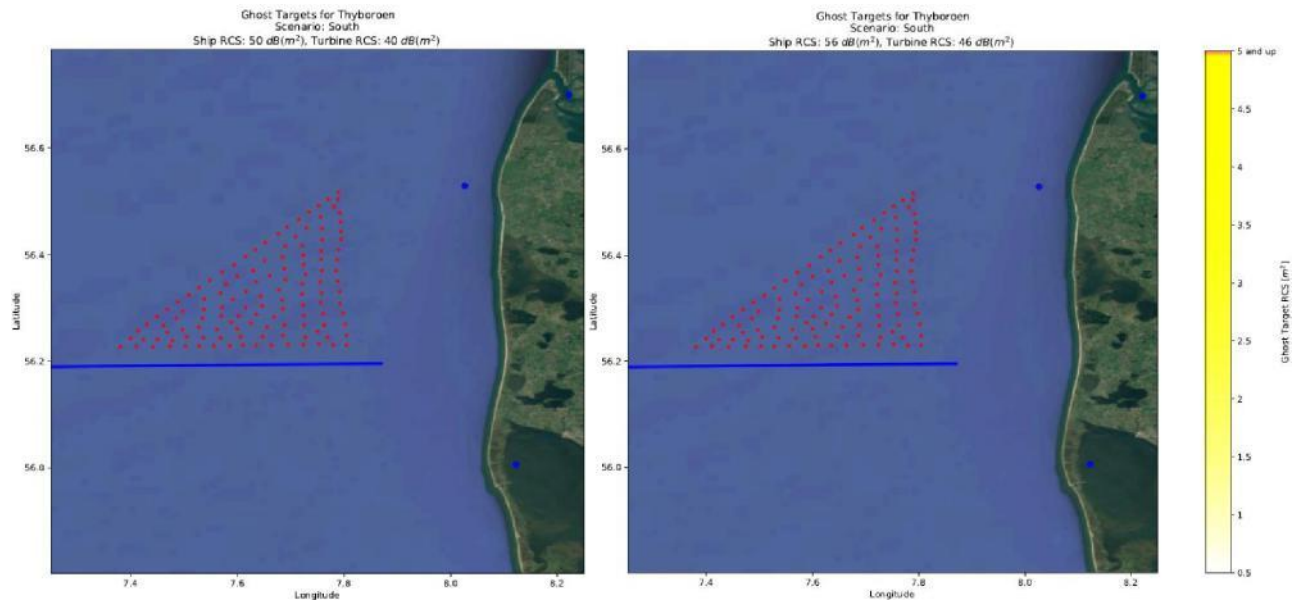 Ghost Targets for Thyboroen
Scenario: South
Ship RCS: 50 dB(m²), Turbine RCS: 40 dB(m²)
56.6
56.4
56.2
56.0
Latitude
7.4
7.6
7.8
8.0
8.2
Longitude
Ghost Targets for Thyboroen
Scenario: South
Ship RCS: 56 dB(m²), Turbine RCS: 46 dB(m²)
56.6
56.4
56.2
56.0
Latitude
7.4
7.6
7.8
8.0
8.2
Longitude
5 and up
4.5
4
3.5
3
2.5
2
1.5
1
0.5
Ghost Target RCS [m²]